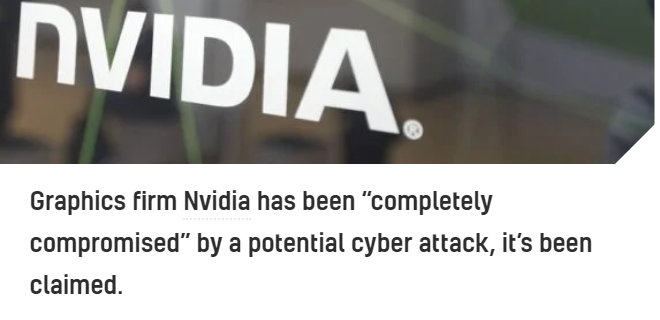 nVIDIA.®
Graphics firm Nvidia has been “completely
compromised” by a potential cyber attack, it’s been
claimed.